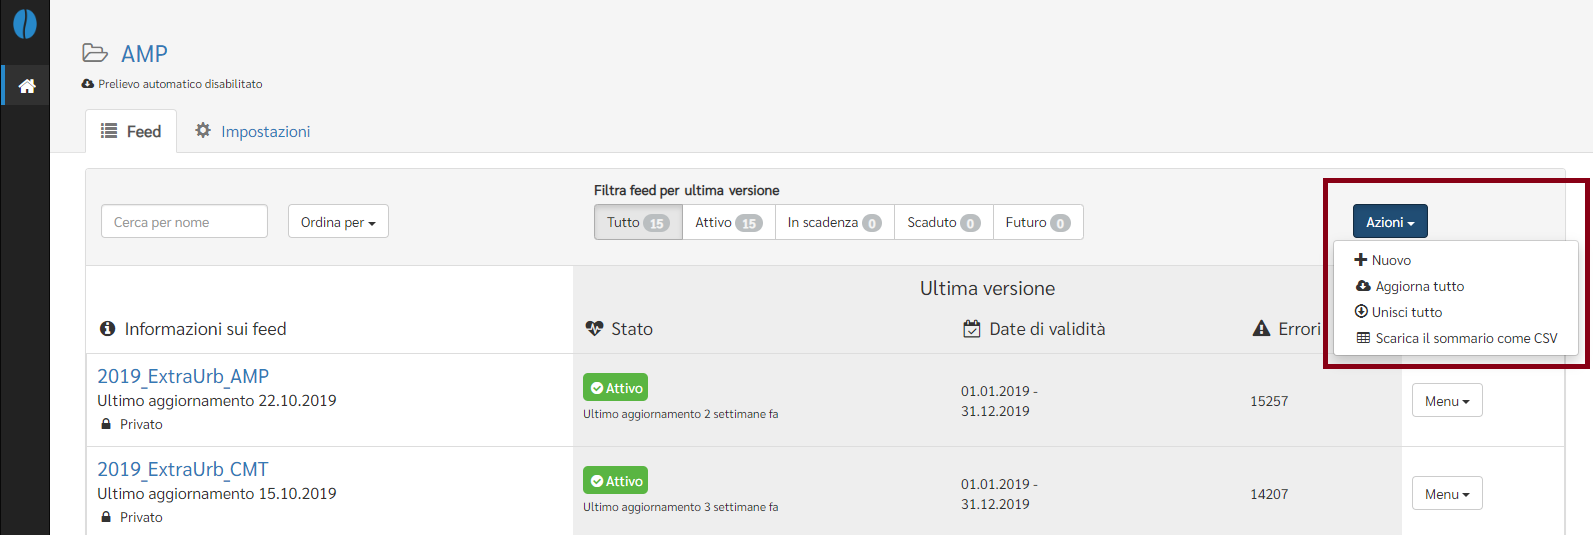 AMP
Prelievo automatico disabilitato
Feed
Impostazioni
Filtra feed per ultima versione
Cerca per nome
Ordina per
Tutto 15
Attivo 15
In scadenza 0
Scaduto 0
Futuro 0
Azioni
Nuovo
Aggiorna tutto
Unisci tutto
Scarica il sommario come CSV
Ultima versione
Informazioni sui feed
Stato
Date di validità
Errori
2019_ExtraUrb_AMP
Ultimo aggiornamento 22.10.2019
Privato
Attivo
Ultimo aggiornamento 2 settimane fa
01.01.2019 -
31.12.2019
15257
Menu
2019_ExtraUrb_CMT
Ultimo aggiornamento 15.10.2019
Privato
Attivo
Ultimo aggiornamento 3 settimane fa
01.01.2019 -
31.12.2019
14207
Menu